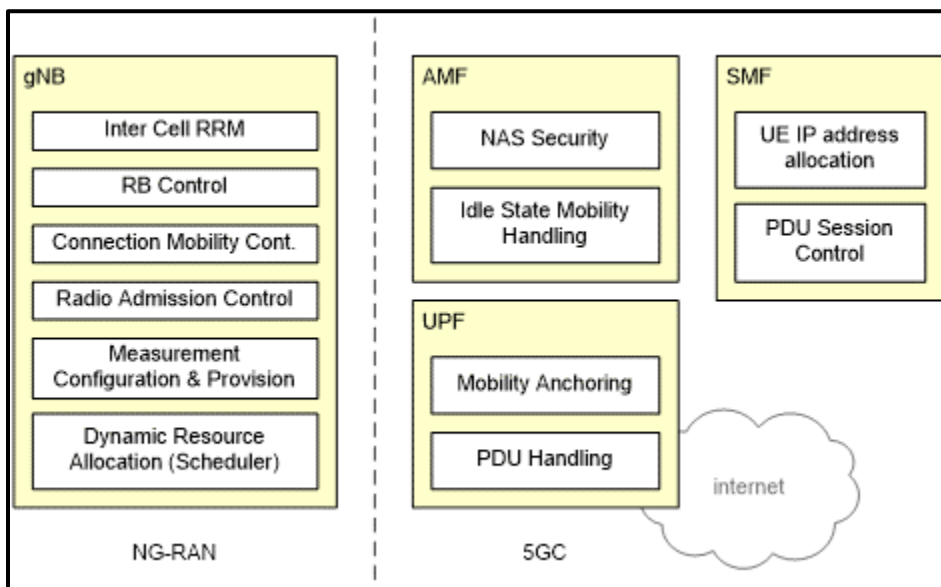 gNB
Inter Cell RRM
RB Control
Connection Mobility Cont.
Radio Admission Control
Measurement
Configuration & Provision
Dynamic Resource
Allocation (Scheduler)
NG-RAN
AMF
NAS Security
Idle State Mobility
Handling
SMF
UE IP address
allocation
PDU Session
Control
UPF
Mobility Anchoring
PDU Handling
internet
5GC